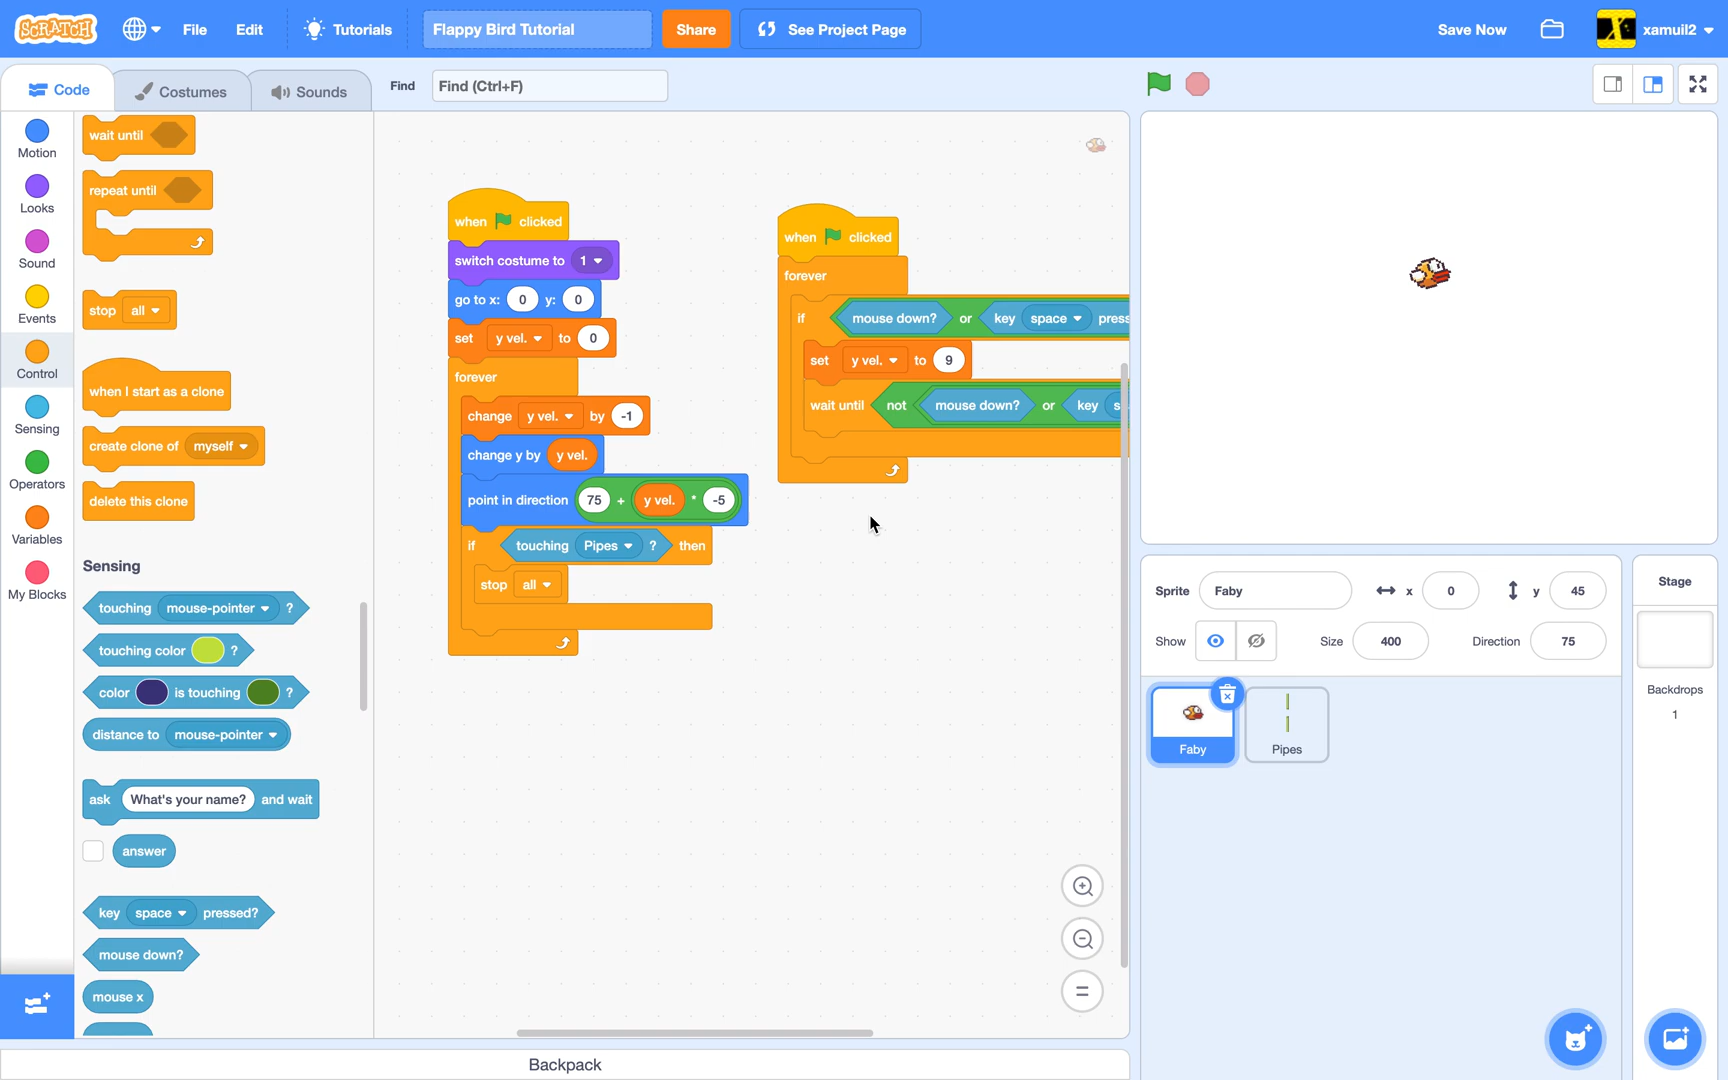 SCRATCH File Edit Tutorials Flappy Bird Tutorial Share See Project Page Save Now xamuil2
Code Costumes Sounds Find Find (Ctrl+F)
Motion
Looks
Sound
Events
Control
Sensing
Operators
Variables
My Blocks
wait until
repeat until
stop all
when I start as a clone
create clone of myself
delete this clone
Sensing
touching mouse-pointer ?
touching color ?
color is touching ?
distance to mouse-pointer
ask What's your name? and wait
answer
key space pressed?
mouse down?
mouse x
when clicked
switch costume to 1
go to x: 0 y: 0
set y vel. to 0
forever
change y vel. by -1
change y by y vel.
point in direction 75 + y vel. * -5
if touching Pipes ? then
stop all
when clicked
forever
if mouse down? or key space press
set y vel. to 9
wait until not mouse down? or key s
=
Backpack
Sprite Faby x 0 y 45
Show Size 400 Direction 75
Faby
Pipes
Stage
Backdrops
1